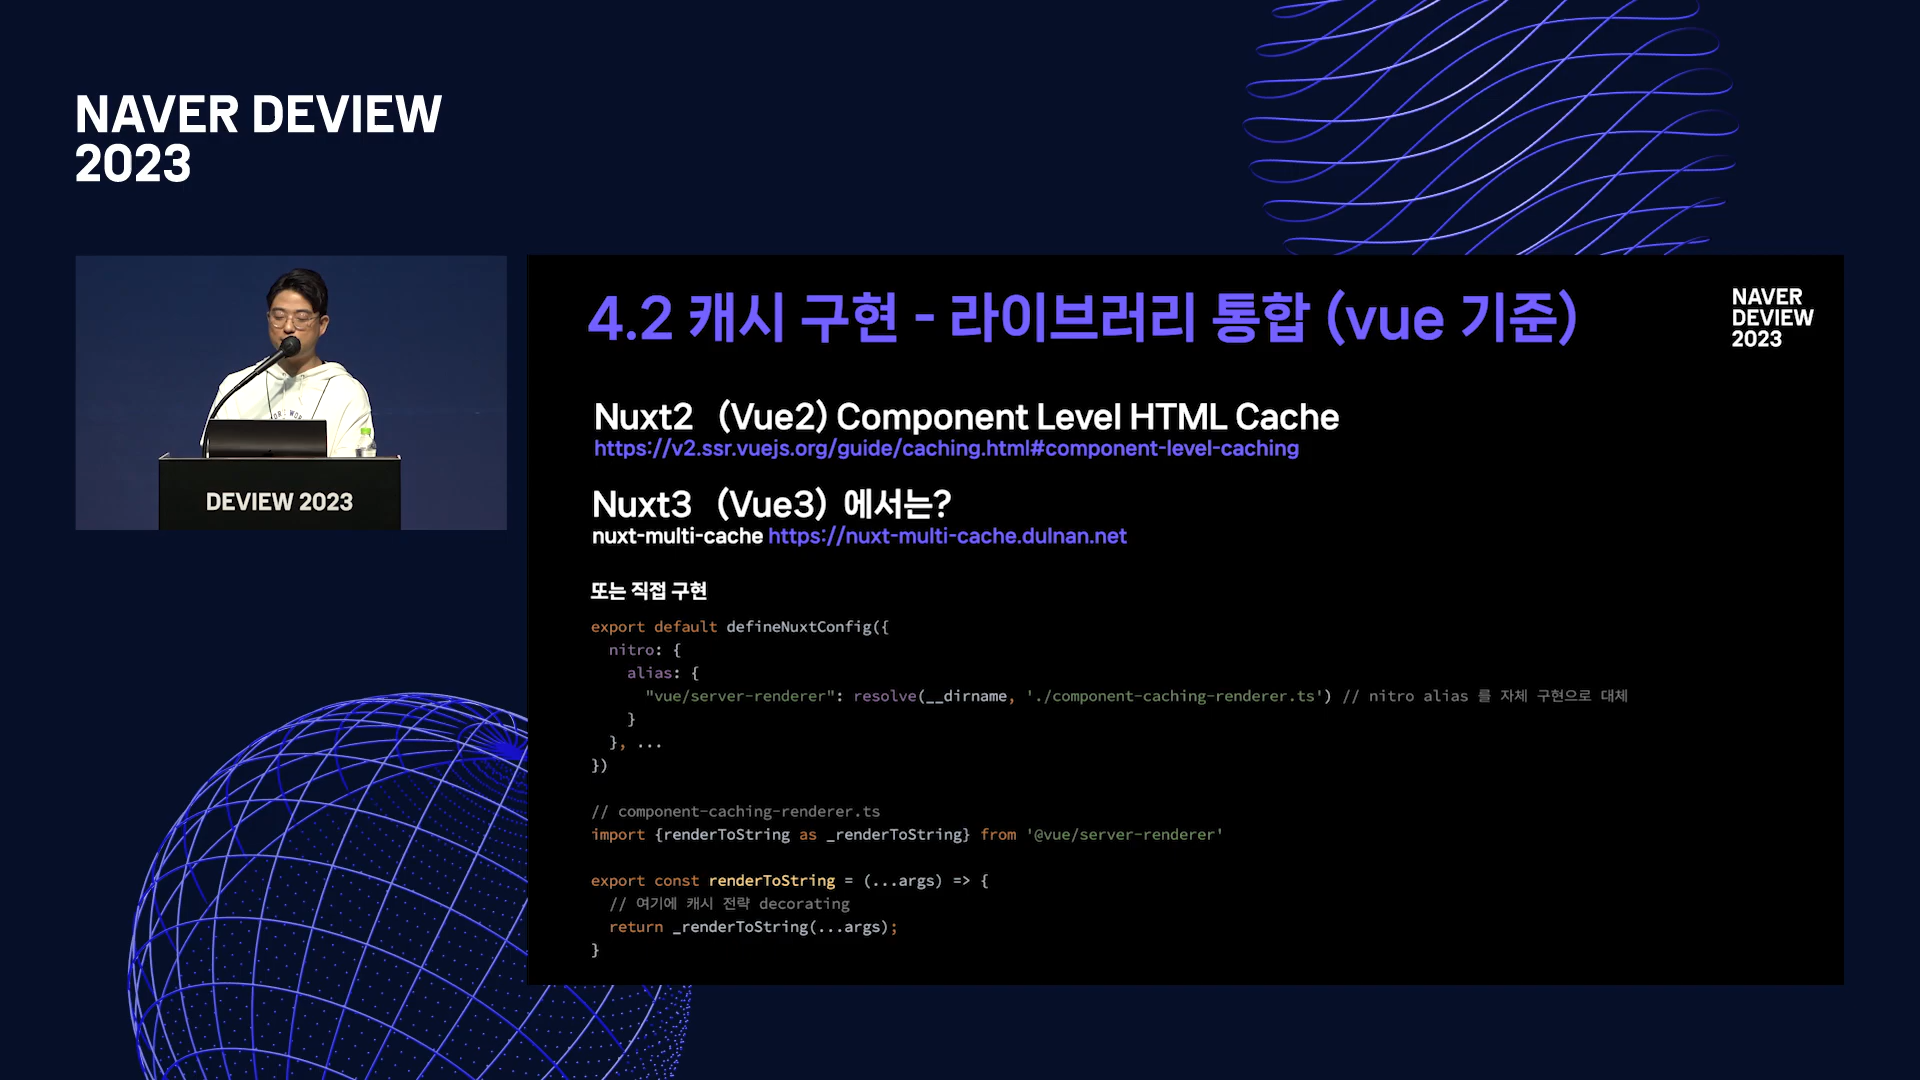 NAVER DEVIEW
2023
DEVIEW 2023
4.2 캐시 구현 - 라이브러리 통합 (vue 기준)
NAVER
DEVIEW
2023
Nuxt2 (Vue2) Component Level HTML Cache
https://v2.ssr.vuejs.org/guide/caching.html#component-level-caching
Nuxt3 (Vue3) 에서는?
nuxt-multi-cache https://nuxt-multi-cache.dulnan.net
또는 직접 구현
export default defineNuxtConfig({
  nitro: {
    alias: {
      "vue/server-renderer": resolve(__dirname, './component-caching-renderer.ts') // nitro alias 를 자체 구현으로 대체
    }
  }, ...
})
// component-caching-renderer.ts
import {renderToString as _renderToString} from '@vue/server-renderer'
export const renderToString = (...args) => {
  // 여기에 캐시 전략 decorating
  return _renderToString(...args);
}